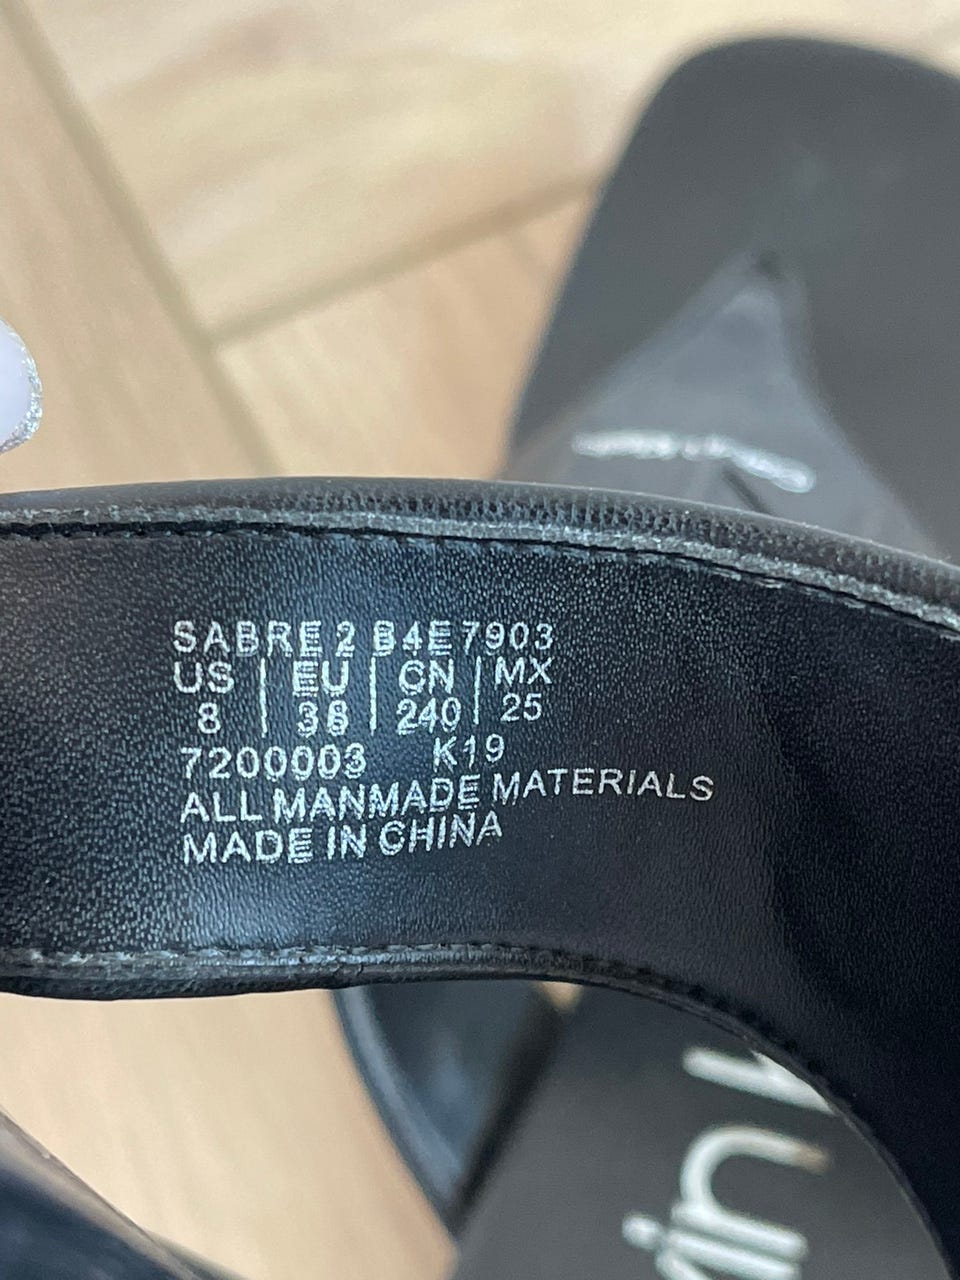 SABRE 2 B4E7903
US | EU | CN | MX
8 | 38 | 240 | 25
7200003 K19
ALL MANMADE MATERIALS
MADE IN CHINA